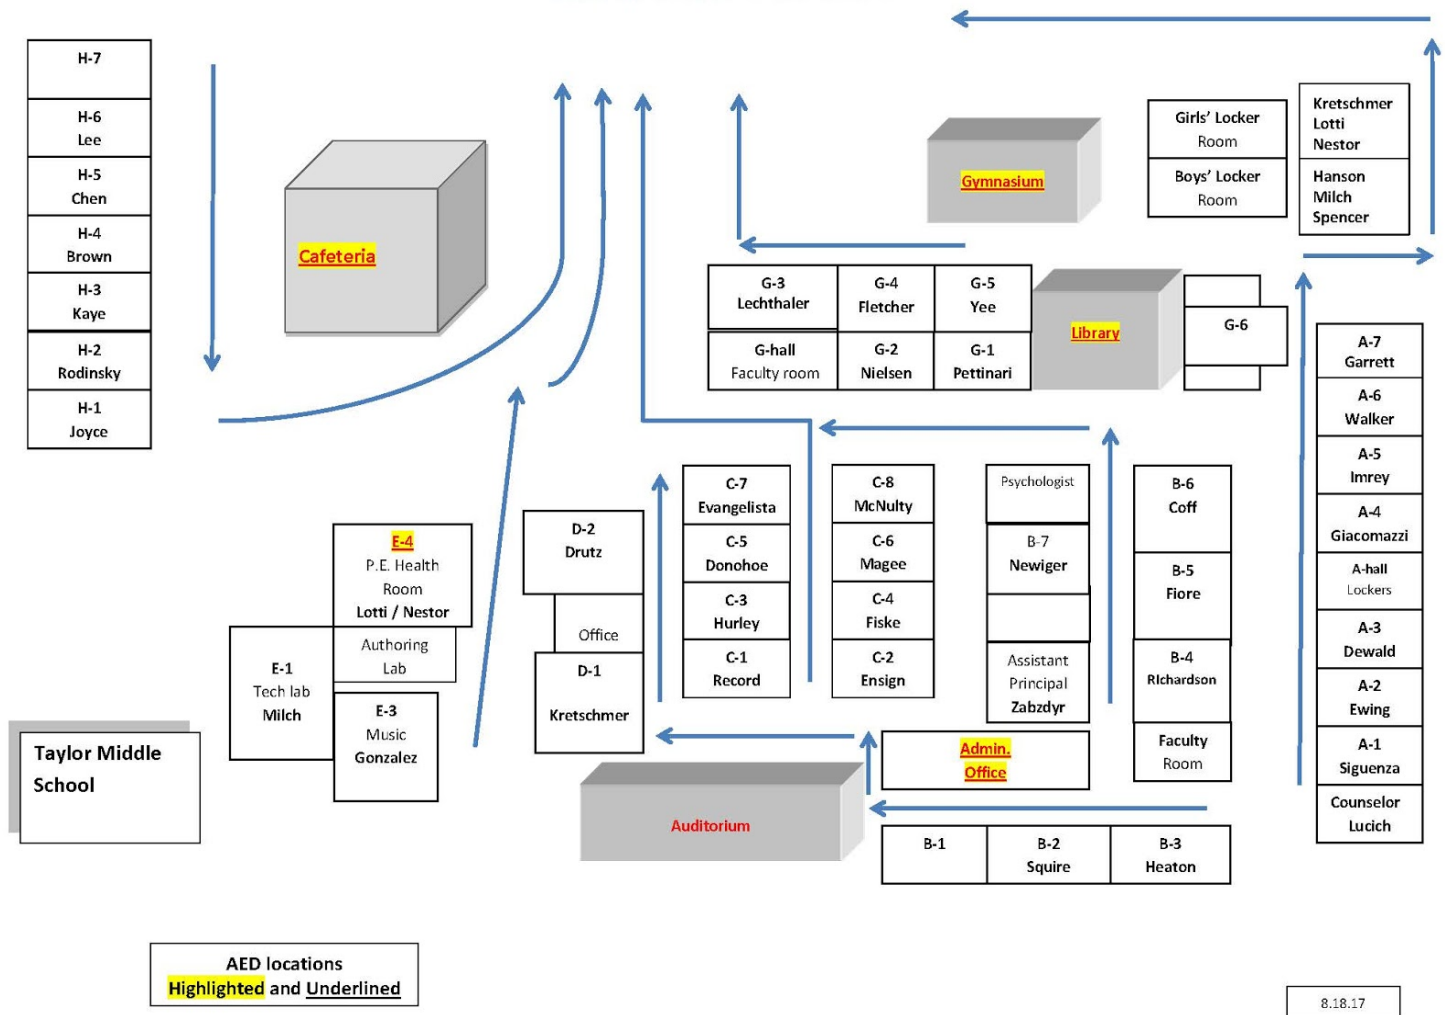 H-7
H-6
Lee
H-5
Chen
H-4
Brown
H-3
Kaye
H-2
Rodinsky
H-1
Joyce
Cafeteria
Gymnasium
Girls' Locker
Room
Boys' Locker
Room
Kretschmer
Lotti
Nestor
Hanson
Milch
Spencer
G-3
Lechthaler
G-4
Fletcher
G-5
Yee
G-hall
Faculty room
G-2
Nielsen
G-1
Pettinari
Library
G-6
A-7
Garrett
A-6
Walker
A-5
Imrey
A-4
Giacomazzi
A-hall
Lockers
A-3
Dewald
A-2
Ewing
A-1
Siguenza
Counselor
Lucich
E-4
P.E. Health
Room
Lotti / Nestor
Authoring
Lab
E-1
Tech lab
Milch
E-3
Music
Gonzalez
D-2
Drutz
Office
D-1
Kretschmer
C-7
Evangelista
C-5
Donohoe
C-3
Hurley
C-1
Record
C-8
McNulty
C-6
Magee
C-4
Fiske
C-2
Ensign
Psychologist
B-7
Newiger
Assistant
Principal
Zabzdyr
B-6
Coff
B-5
Fiore
B-4
RIchardson
Faculty
Room
Admin.
Office
Auditorium
B-1
B-2
Squire
B-3
Heaton
Taylor Middle
School
AED locations
Highlighted and Underlined
8.18.17